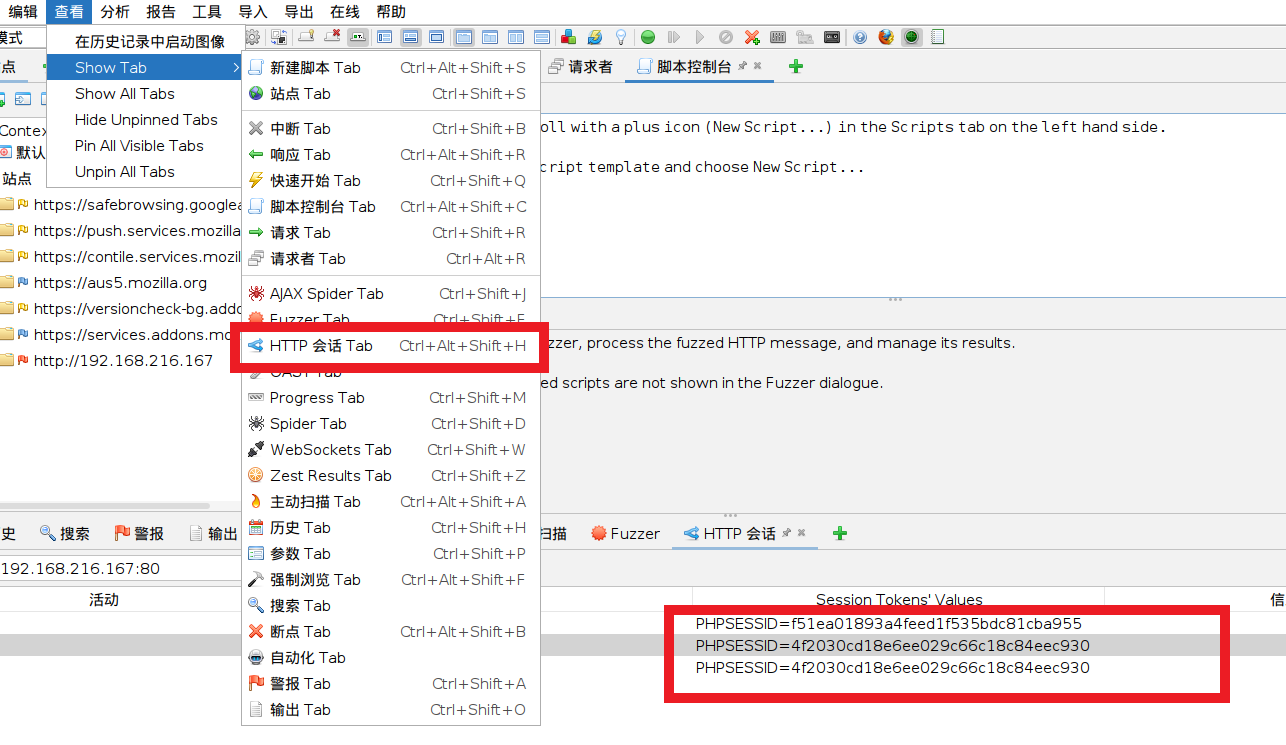 编辑 查看 分析 报告 工具 导入 导出 在线 帮助
模式
在历史记录中启动图像
Show Tab
Show All Tabs
Hide Unpinned Tabs
Pin All Visible Tabs
Unpin All Tabs
点
请求者 脚本控制台
新建脚本 Tab Ctrl+Alt+Shift+S
站点 Tab Ctrl+Shift+S
中断 Tab Ctrl+Shift+B
响应 Tab Ctrl+Alt+Shift+R
快速开始 Tab Ctrl+Shift+Q
脚本控制台 Tab Ctrl+Alt+Shift+C
请求 Tab Ctrl+Shift+R
请求者 Tab Ctrl+Alt+R
AJAX Spider Tab Ctrl+Shift+J
Fuzzer Tab Ctrl+Shift+F
HTTP 会话 Tab Ctrl+Alt+Shift+H
OAST Tab
Progress Tab Ctrl+Shift+M
Spider Tab Ctrl+Shift+D
WebSockets Tab Ctrl+Shift+W
Zest Results Tab Ctrl+Shift+Z
主动扫描 Tab Ctrl+Alt+Shift+A
历史 Tab Ctrl+Shift+H
参数 Tab Ctrl+Shift+P
强制浏览 Tab Ctrl+Alt+Shift+F
搜索 Tab
断点 Tab Ctrl+Alt+Shift+B
自动化 Tab
警报 Tab Ctrl+Shift+A
输出 Tab Ctrl+Shift+O
Contex
默认
站点
https://safebrowsing.googlea
https://push.services.mozilla
https://contile.services.mozil
https://aus5.mozilla.org
https://versioncheck-bg.addo
https://services.addons.mo
http://192.168.216.167
oll with a plus icon (New Script...) in the Scripts tab on the left hand side.
cript template and choose New Script...
zzer, process the fuzzed HTTP message, and manage its results.
ed scripts are not shown in the Fuzzer dialogue.
史 搜索 警报 输出 扫描 Fuzzer HTTP 会话
192.168.216.167:80
活动 Session Tokens' Values 信
PHPSESSID=f51ea01893a4feed1f535bdc81cba955
PHPSESSID=4f2030cd18e6ee029c66c18c84eec930
PHPSESSID=4f2030cd18e6ee029c66c18c84eec930